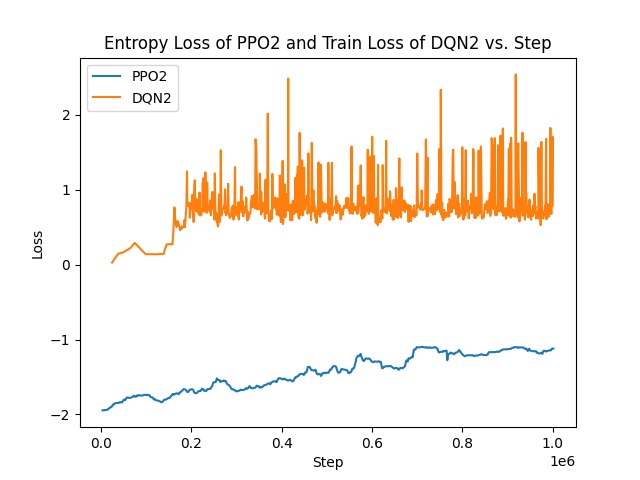 Entropy Loss of PPO2 and Train Loss of DQN2 vs. Step
PPO2
DQN2
2
1
0
−1
−2
Loss
0.0 0.2 0.4 0.6 0.8 1.0
1e6
Step